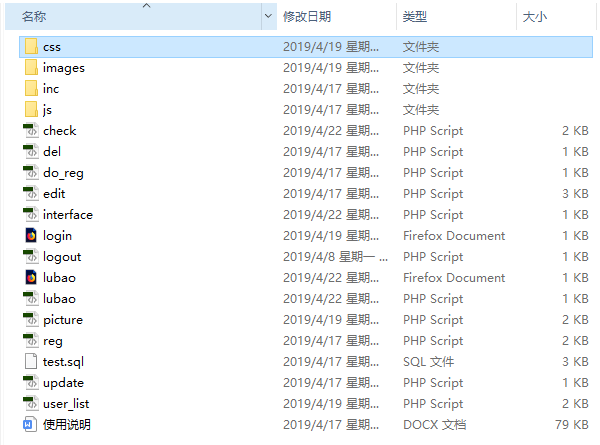 名称 修改日期 类型 大小
css 2019/4/19 星期... 文件夹
images 2019/4/19 星期... 文件夹
inc 2019/4/17 星期... 文件夹
js 2019/4/17 星期... 文件夹
check 2019/4/22 星期... PHP Script 2 KB
del 2019/4/17 星期... PHP Script 1 KB
do_reg 2019/4/17 星期... PHP Script 1 KB
edit 2019/4/17 星期... PHP Script 3 KB
interface 2019/4/22 星期... PHP Script 1 KB
login 2019/4/19 星期... Firefox Document 1 KB
logout 2019/4/8 星期一 ... PHP Script 1 KB
lubao 2019/4/22 星期... Firefox Document 1 KB
lubao 2019/4/22 星期... PHP Script 1 KB
picture 2019/4/19 星期... PHP Script 2 KB
reg 2019/4/17 星期... PHP Script 2 KB
test.sql 2019/4/17 星期... SQL 文件 3 KB
update 2019/4/17 星期... PHP Script 1 KB
user_list 2019/4/17 星期... PHP Script 2 KB
使用说明 2019/4/17 星期... DOCX 文档 79 KB